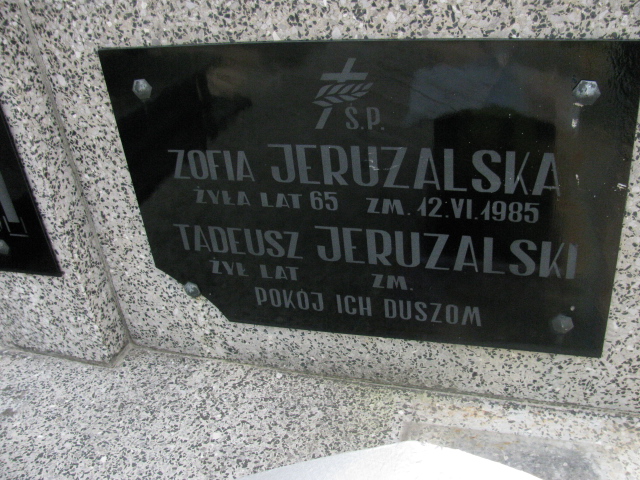 Ś.P.
ZOFIA JERUZALSKA
ŻYŁA LAT 65 ZM. 12.VI.1985
TADEUSZ JERUZALSKI
ŻYŁ LAT ZM.
POKÓJ ICH DUSZOM